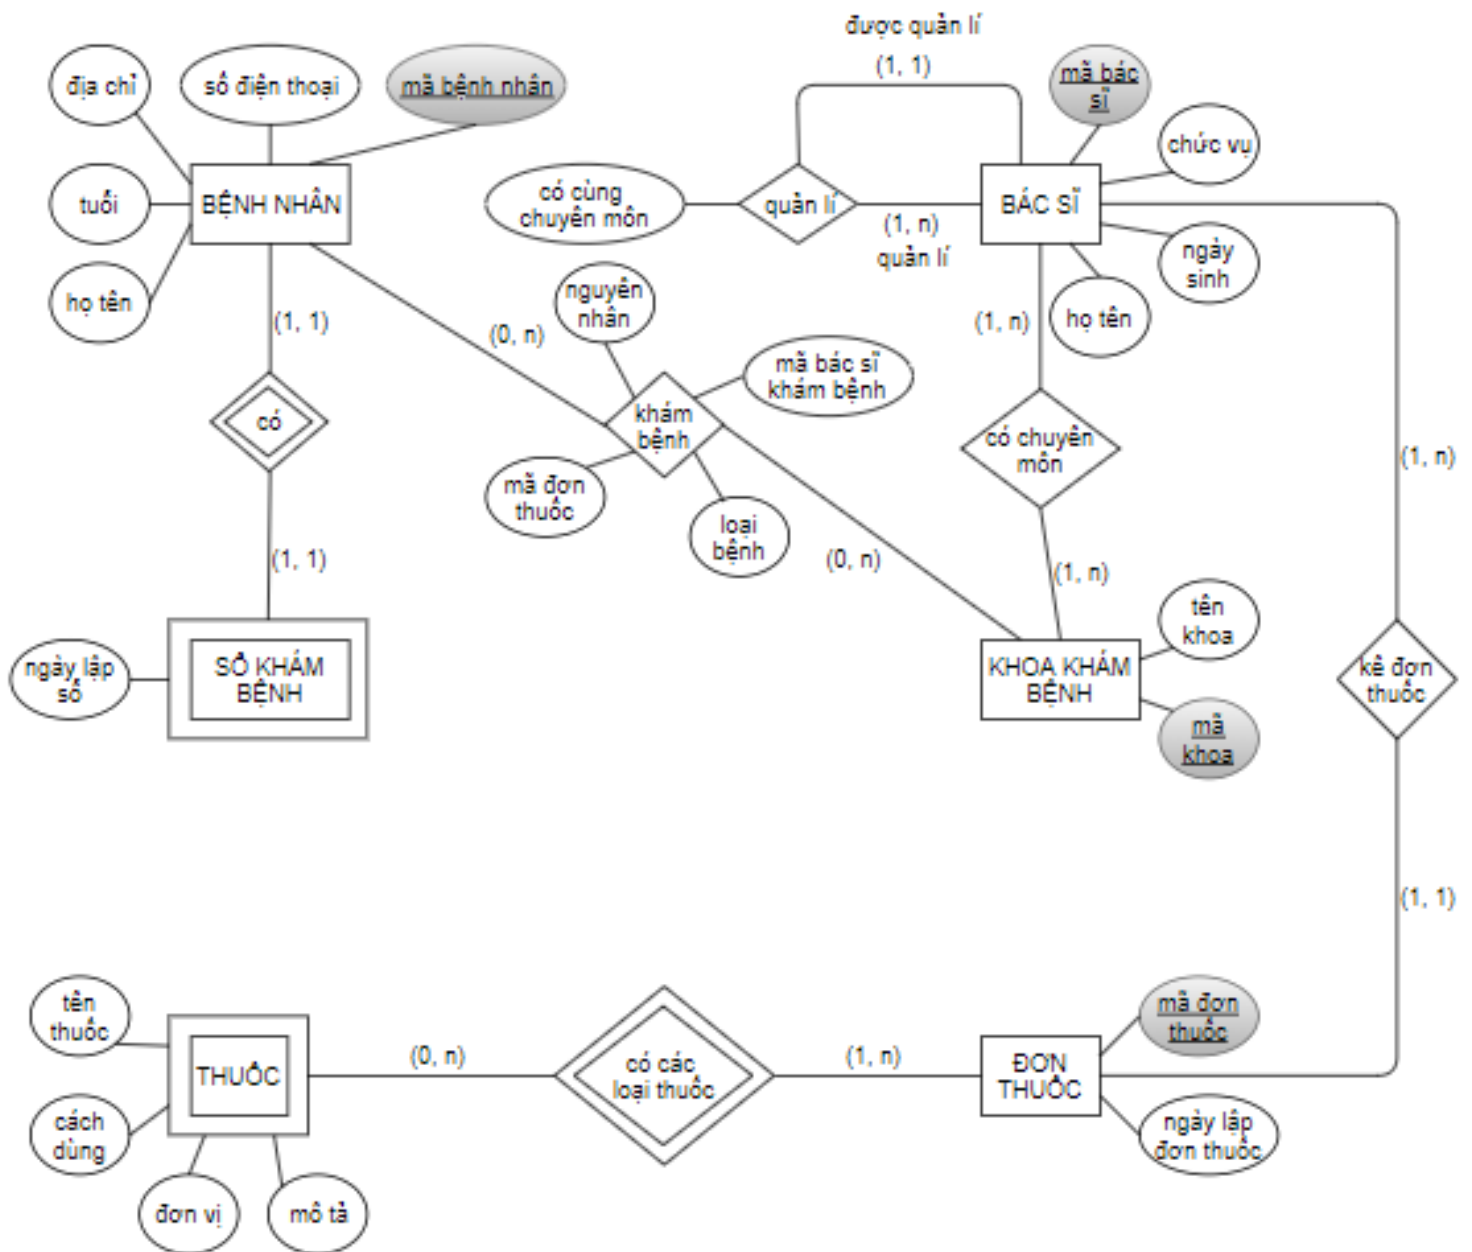 được quản lí
(1, 1)
địa chỉ
số điện thoại
mã bệnh nhân
mã bác
sĩ
chức vụ
tuổi
BỆNH NHÂN
có cùng
chuyên môn
quản lí
(1, n)
quản lí
BÁC SĨ
ngày
sinh
họ tên
(1, 1)
(0, n)
nguyên
nhân
(1, n)
họ tên
mã bác sĩ
khám bệnh
có
khám
bệnh
có chuyên
môn
(1, n)
mã đơn
thuốc
loại
bệnh
(1, 1)
(0, n)
(1, n)
tên
khoa
ngày lập
sổ
SỔ KHÁM
BỆNH
KHOA KHÁM
BỆNH
kê đơn
thuốc
mã
khoa
(1, 1)
tên
thuốc
THUỐC
(0, n)
có các
loại thuốc
(1, n)
ĐƠN
THUỐC
mã đơn
thuốc
cách
dùng
ngày lập
đơn thuốc
đơn vị
mô tả